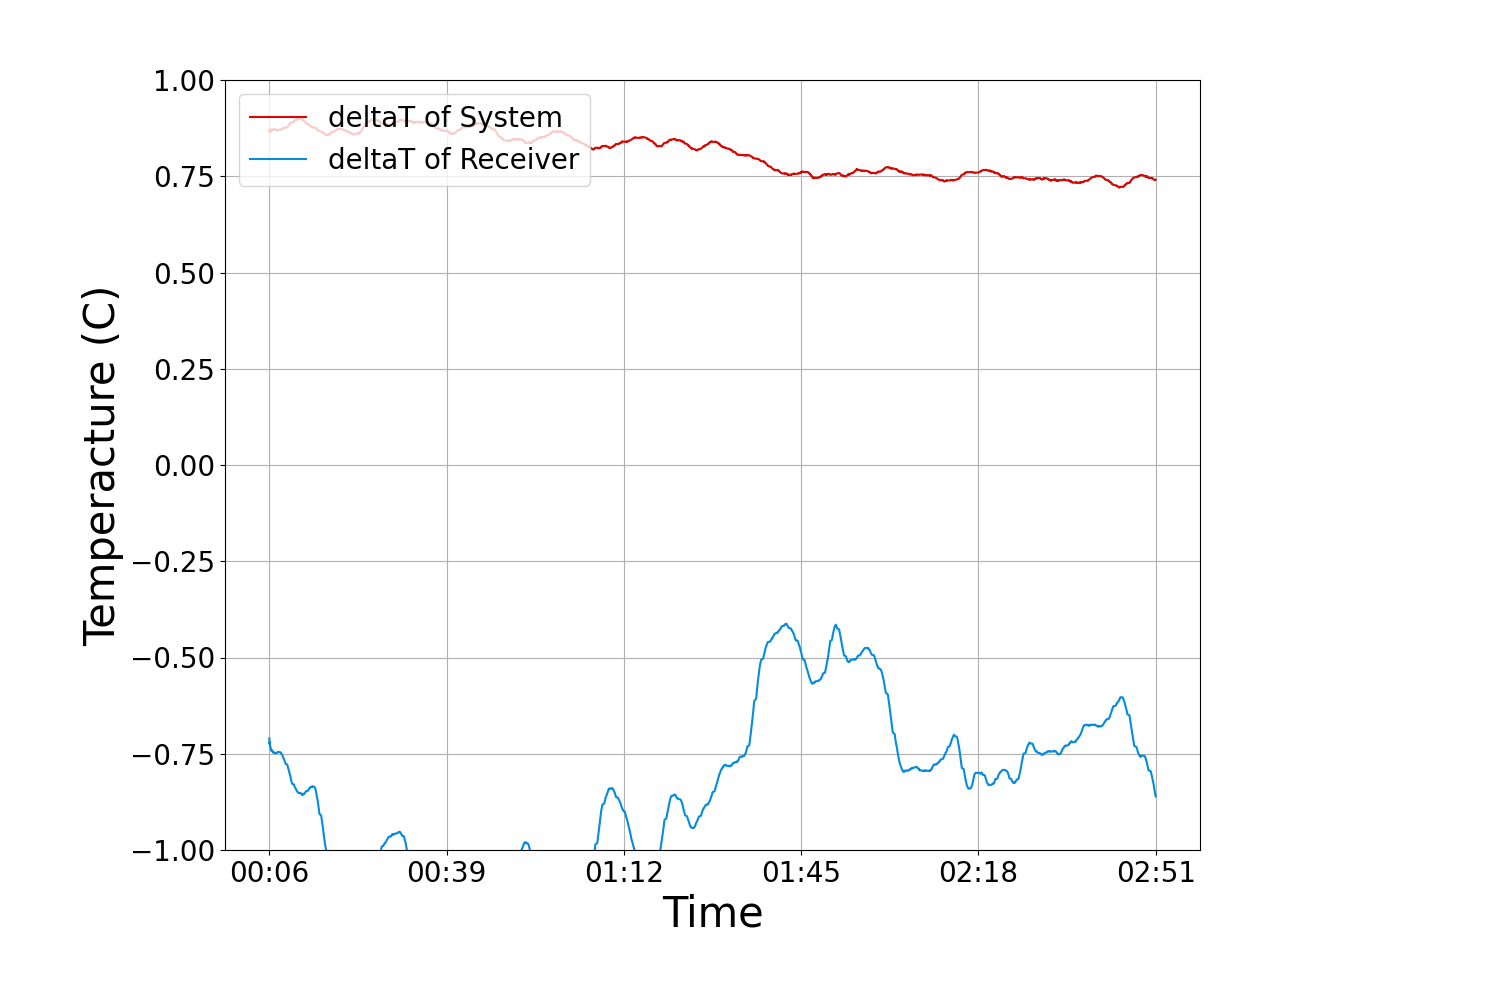 deltaT of System
deltaT of Receiver
1.00
0.75
0.50
0.25
0.00
−0.25
−0.50
−0.75
−1.00
Temperacture (C)
00:06 00:39 01:12 01:45 02:18 02:51
Time